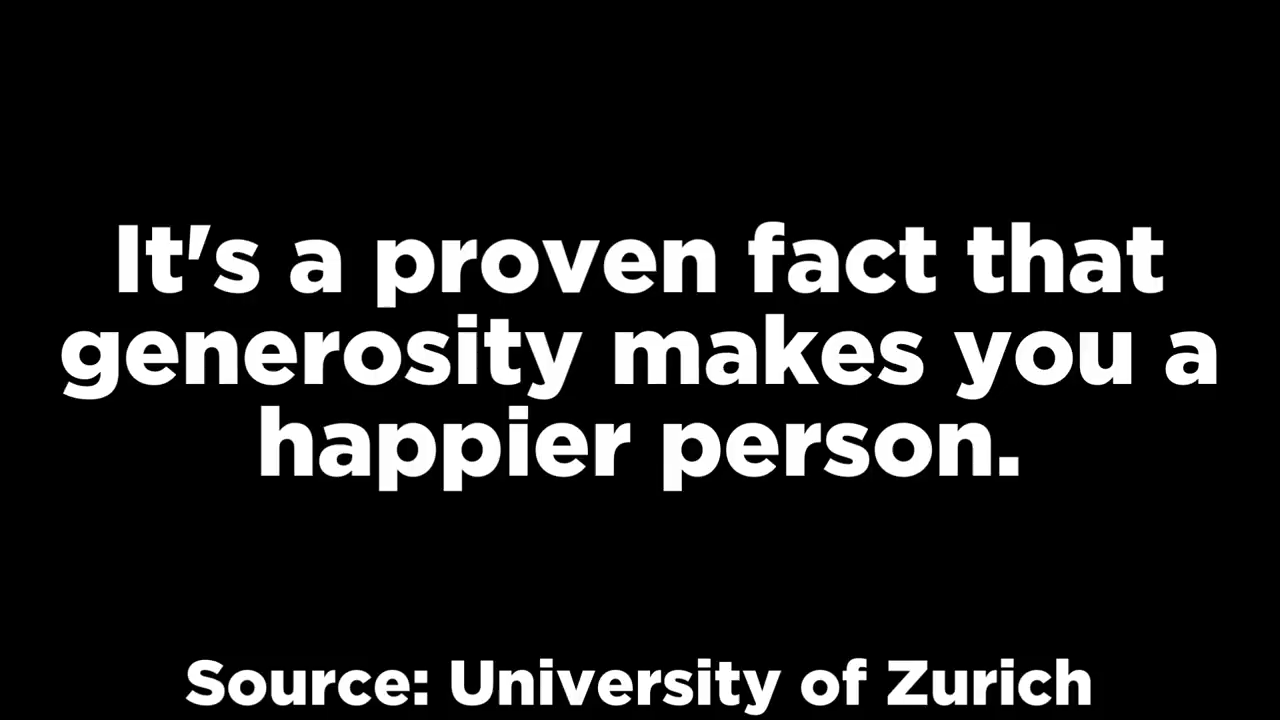 It's a proven fact that
generosity makes you a
happier person.
Source: University of Zurich